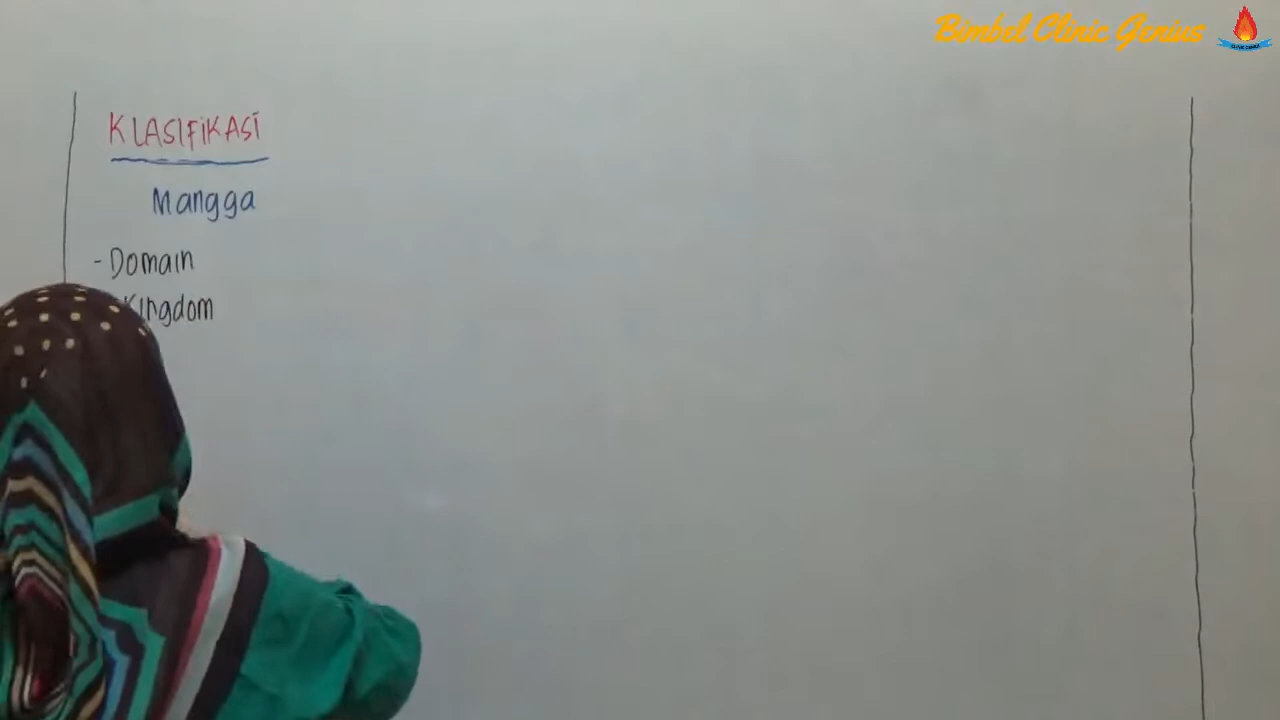 Bimbel Clinic Genius
KLASIFIKASI
Mangga
- Domain
Kingdom